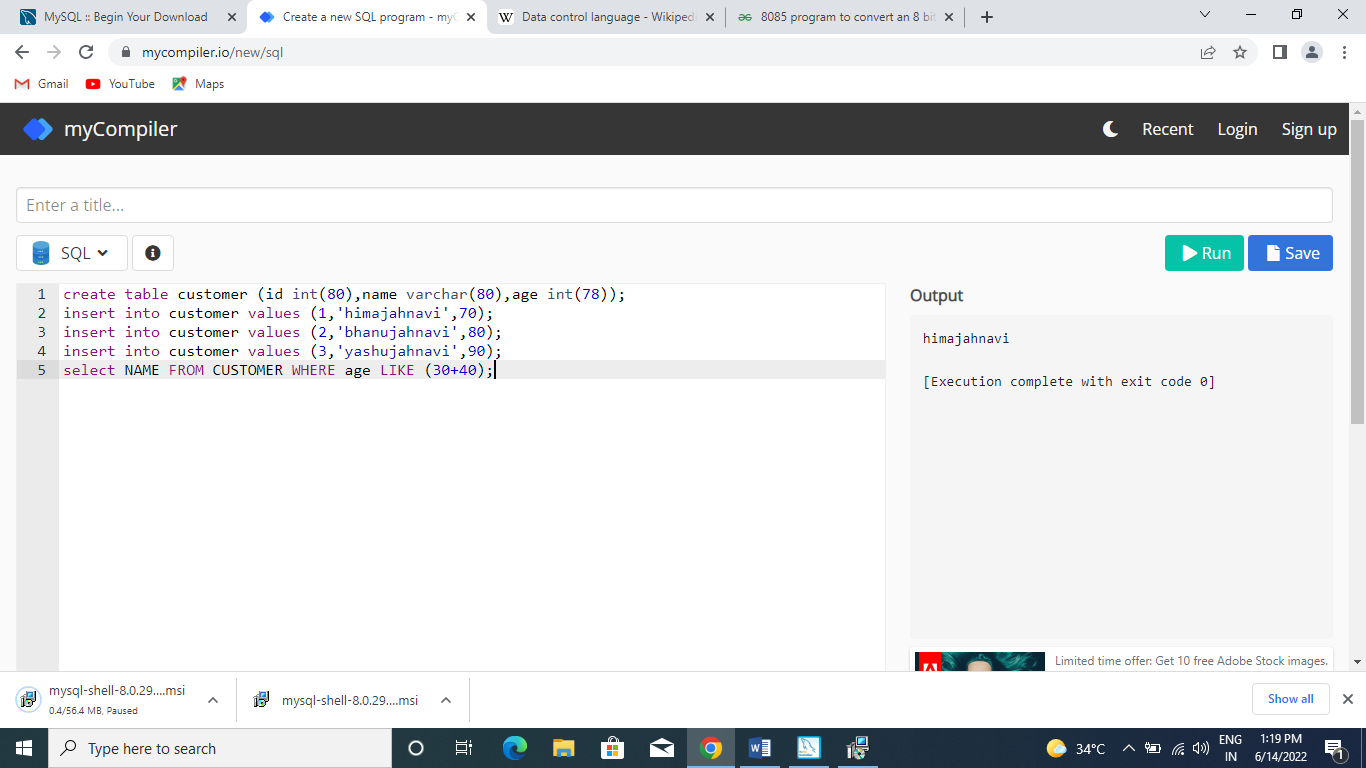 MySQL :: Begin Your Download
Create a new SQL program - myC
Data control language - Wikiped
8085 program to convert an 8 bi
mycompiler.io/new/sql
Gmail
YouTube
Maps
myCompiler
Recent
Login
Sign up
Enter a title...
SQL
Run
Save
1 create table customer (id int(80),name varchar(80),age int(78));
2 insert into customer values (1,'himajahnavi',70);
3 insert into customer values (2,'bhanujahnavi',80);
4 insert into customer values (3,'yashujahnavi',90);
5 select NAME FROM CUSTOMER WHERE age LIKE (30+40);
Output
himajahnavi
[Execution complete with exit code 0]
Limited time offer: Get 10 free Adobe Stock images.
mysql-shell-8.0.29....msi
0.4/56.4 MB, Paused
mysql-shell-8.0.29....msi
Show all
Type here to search
34°C
ENG
IN
1:19 PM
6/14/2022
1